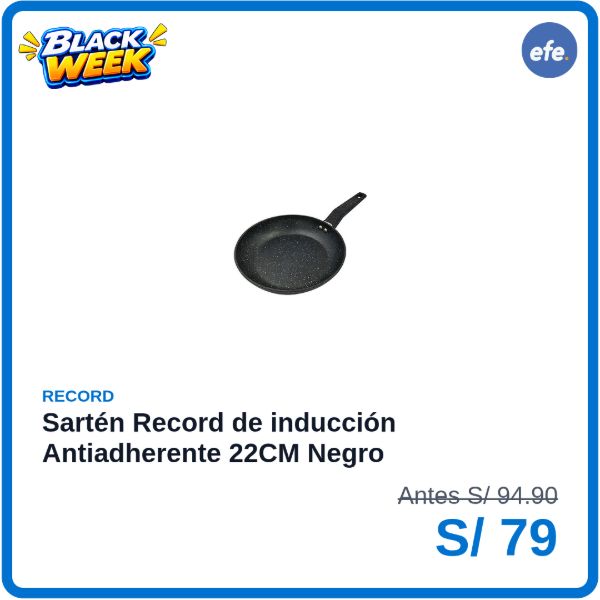 BLACK
WEEK
efe.
RECORD
Sartén Record de inducción
Antiadherente 22CM Negro
Antes S/ 94.90
S/ 79